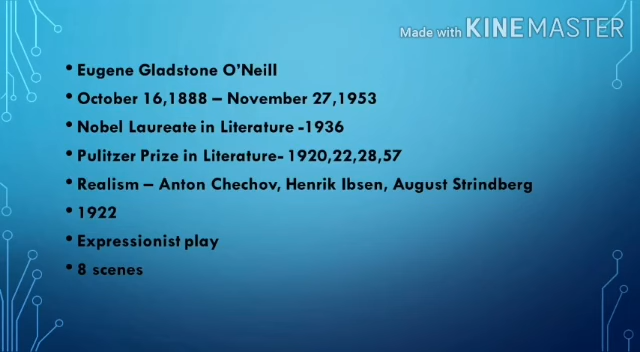 Made with KINEMASTER
• Eugene Gladstone O'Neill
• October 16,1888 – November 27,1953
• Nobel Laureate in Literature -1936
• Pulitzer Prize in Literature- 1920,22,28,57
• Realism – Anton Chechov, Henrik Ibsen, August Strindberg
• 1922
• Expressionist play
• 8 scenes